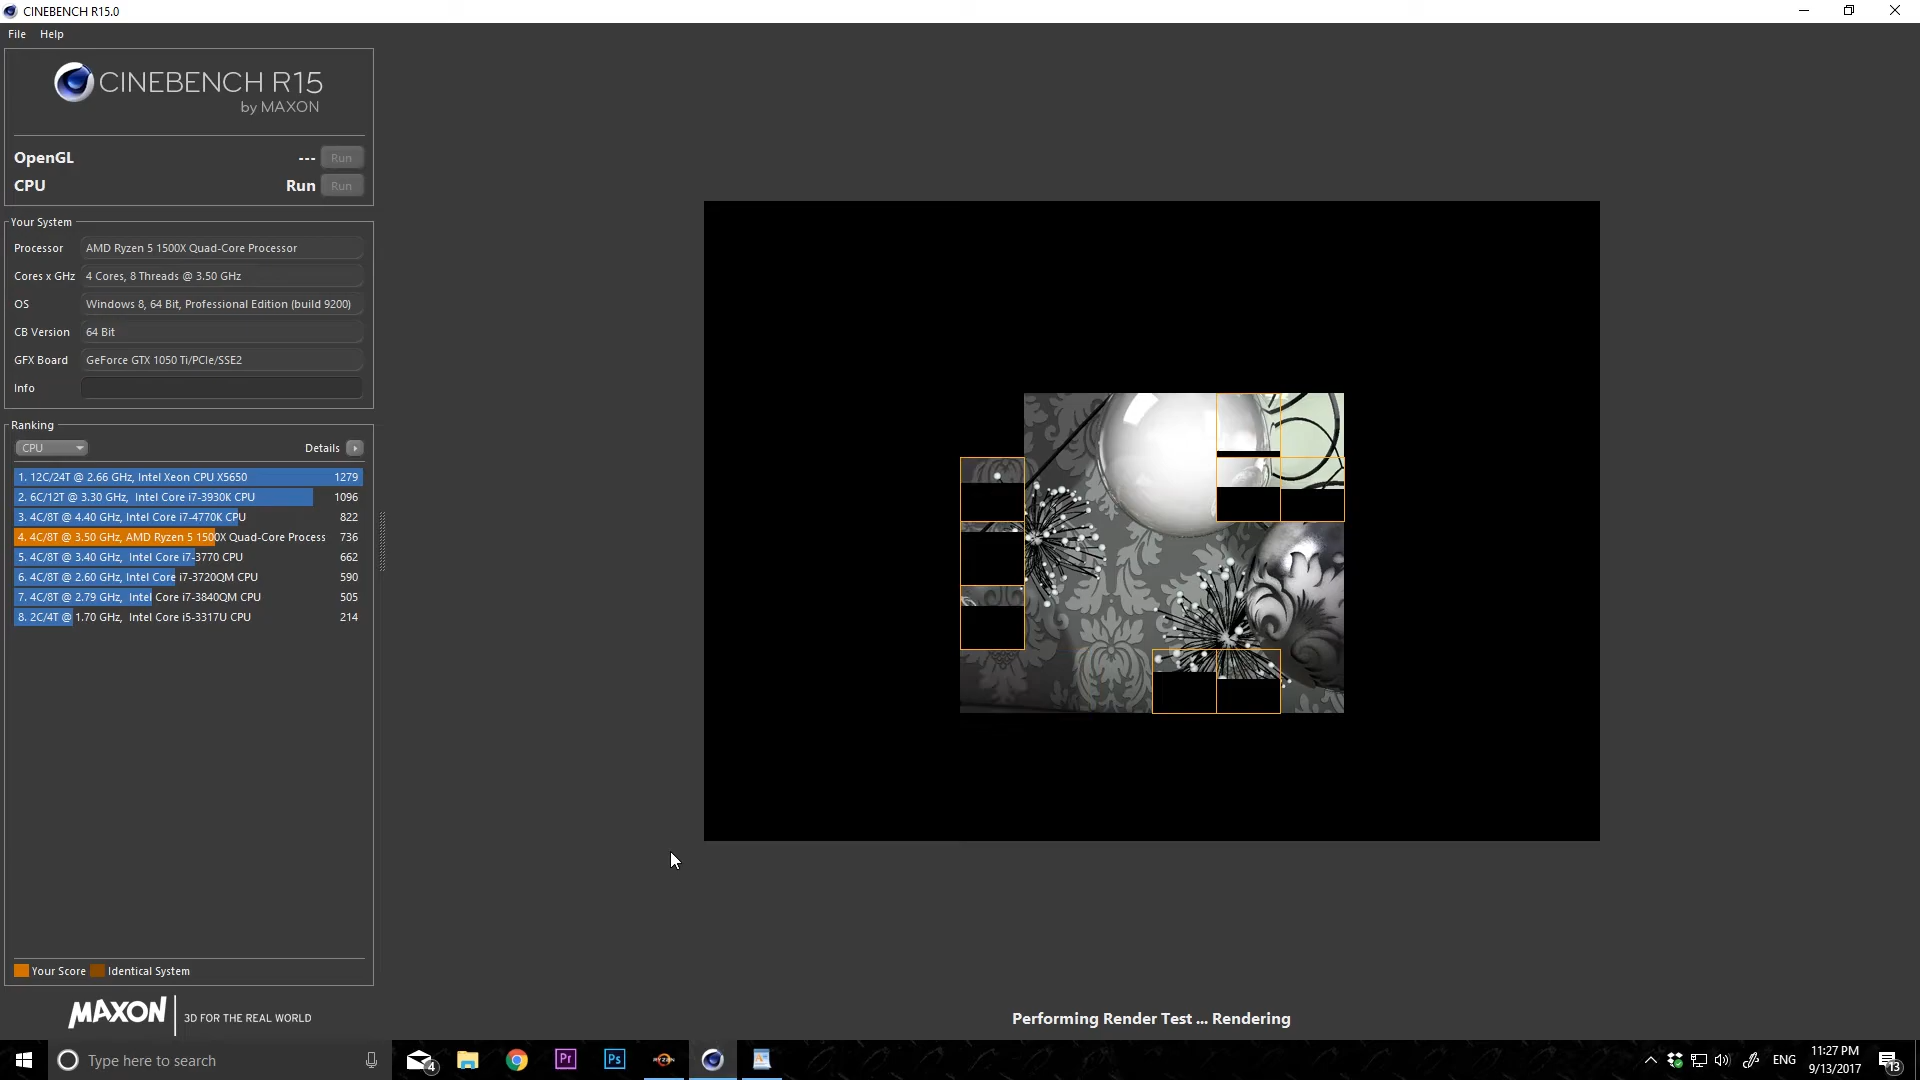 CINEBENCH R15.0
File Help
CINEBENCH R15
by MAXON
OpenGL --- Run
CPU Run Run
Your System
Processor AMD Ryzen 5 1500X Quad-Core Processor
Cores x GHz 4 Cores, 8 Threads @ 3.50 GHz
OS Windows 8, 64 Bit, Professional Edition (build 9200)
CB Version 64 Bit
GFX Board GeForce GTX 1050 Ti/PCIe/SSE2
Info
Ranking
CPU Details
1. 12C/24T @ 2.66 GHz, Intel Xeon CPU X5650 1279
2. 6C/12T @ 3.30 GHz, Intel Core i7-3930K CPU 1096
3. 4C/8T @ 4.40 GHz, Intel Core i7-4770K CPU 822
4. 4C/8T @ 3.50 GHz, AMD Ryzen 5 1500X Quad-Core Process 736
5. 4C/8T @ 3.40 GHz, Intel Core i7-3770 CPU 662
6. 4C/8T @ 2.60 GHz, Intel Core i7-3720QM CPU 590
7. 4C/8T @ 2.79 GHz, Intel Core i7-3840QM CPU 505
8. 2C/4T @ 1.70 GHz, Intel Core i5-3317U CPU 214
Your Score Identical System
MAXON 3D FOR THE REAL WORLD
Performing Render Test ... Rendering
Type here to search 4 Pr Ps RYZEN ENG 11:27 PM 13
9/13/2017